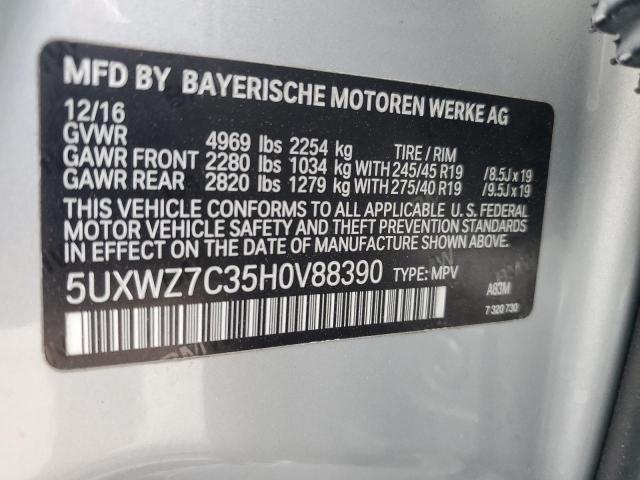 MFD BY BAYERISCHE MOTOREN WERKE AG
12/16
GVWR 4969 lbs 2254 kg TIRE / RIM
GAWR FRONT 2280 lbs 1034 kg WITH 245/45 R19 /8.5J x 19
GAWR REAR 2820 lbs 1279 kg WITH 275/40 R19 /9.5J x 19
THIS VEHICLE CONFORMS TO ALL APPLICABLE U. S. FEDERAL
MOTOR VEHICLE SAFETY AND THEFT PREVENTION STANDARDS
IN EFFECT ON THE DATE OF MANUFACTURE SHOWN ABOVE.
5UXWZ7C35H0V88390 TYPE: MPV A83M
7 320 730